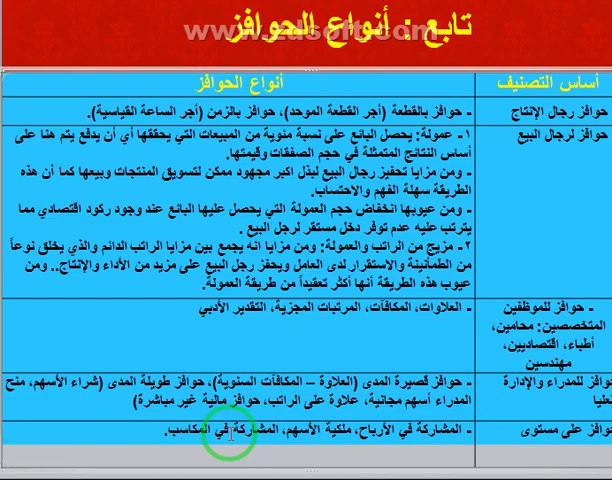 تابع : أنواع الحوافز
www.zdsoft.com
أساس التصنيف
أنواع الحوافز
حوافز رجال الإنتاج
- حوافز بالقطعة (أجر القطعة الموحد)، حوافز بالزمن (أجر الساعة القياسية).
حوافز لرجال البيع
١- عمولة: يحصل البائع على نسبة مئوية من المبيعات التي يحققها أي أن يدفع يتم هنا على
أساس النتائج المتمثلة في حجم الصفقات وقيمتها.
- ومن مزايا تحفيز رجال البيع لبذل اكبر مجهود ممكن لتسويق المنتجات وبيعها كما أن هذه
الطريقة سهلة الفهم والاحتساب.
- ومن عيوبها انخفاض حجم العمولة التي يحصل عليها البائع عند وجود ركود اقتصادي مما
يترتب عليه عدم توفر دخل مستقر لرجل البيع .
٢- مزيج من الراتب والعمولة: ومن مزايا انه يجمع بين مزايا الراتب الدائم والذي يخلق نوعاً
من الطمأنينة والاستقرار لدى العامل ويحفز رجل البيع على مزيد من الأداء والإنتاج.. ومن
عيوب هذه الطريقة أنها أكثر تعقيداً من طريقة العمولة.
- حوافز للموظفين
المتخصصين: محامين،
أطباء، اقتصاديين،
مهندسين
- العلاوات، المكافآت، المرتبات المجزية، التقدير الأدبي
حوافز للمدراء والإدارة
العليا
- حوافز قصيرة المدى (العلاوة – المكافآت السنوية)، حوافز طويلة المدى (شراء الأسهم، منح
المدراء أسهم مجانية، علاوة على الراتب، حوافز مالية غير مباشرة)
حوافز على مستوى
- المشاركة في الأرباح، ملكية الأسهم، المشاركة في المكاسب.